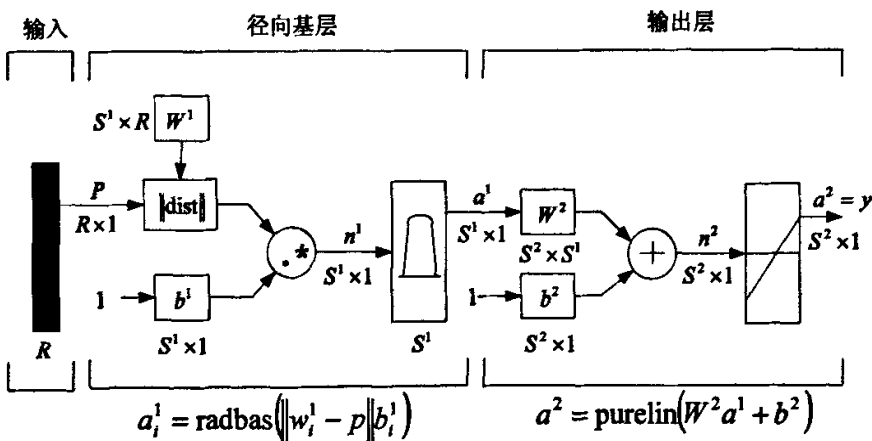 输入 径向基层 输出层
S¹×R W¹
P a¹ a² = y
R×1 ‖dist‖ S¹×1 W² S²×1
n¹ S²×S¹ n²
.* S¹×1 + S²×1
1 b¹ 1 b²
R S¹×1 S¹ S²×1
a¹ᵢ = radbas(‖w¹ᵢ − p‖b¹ᵢ) a² = purelin(W²a¹ + b²)